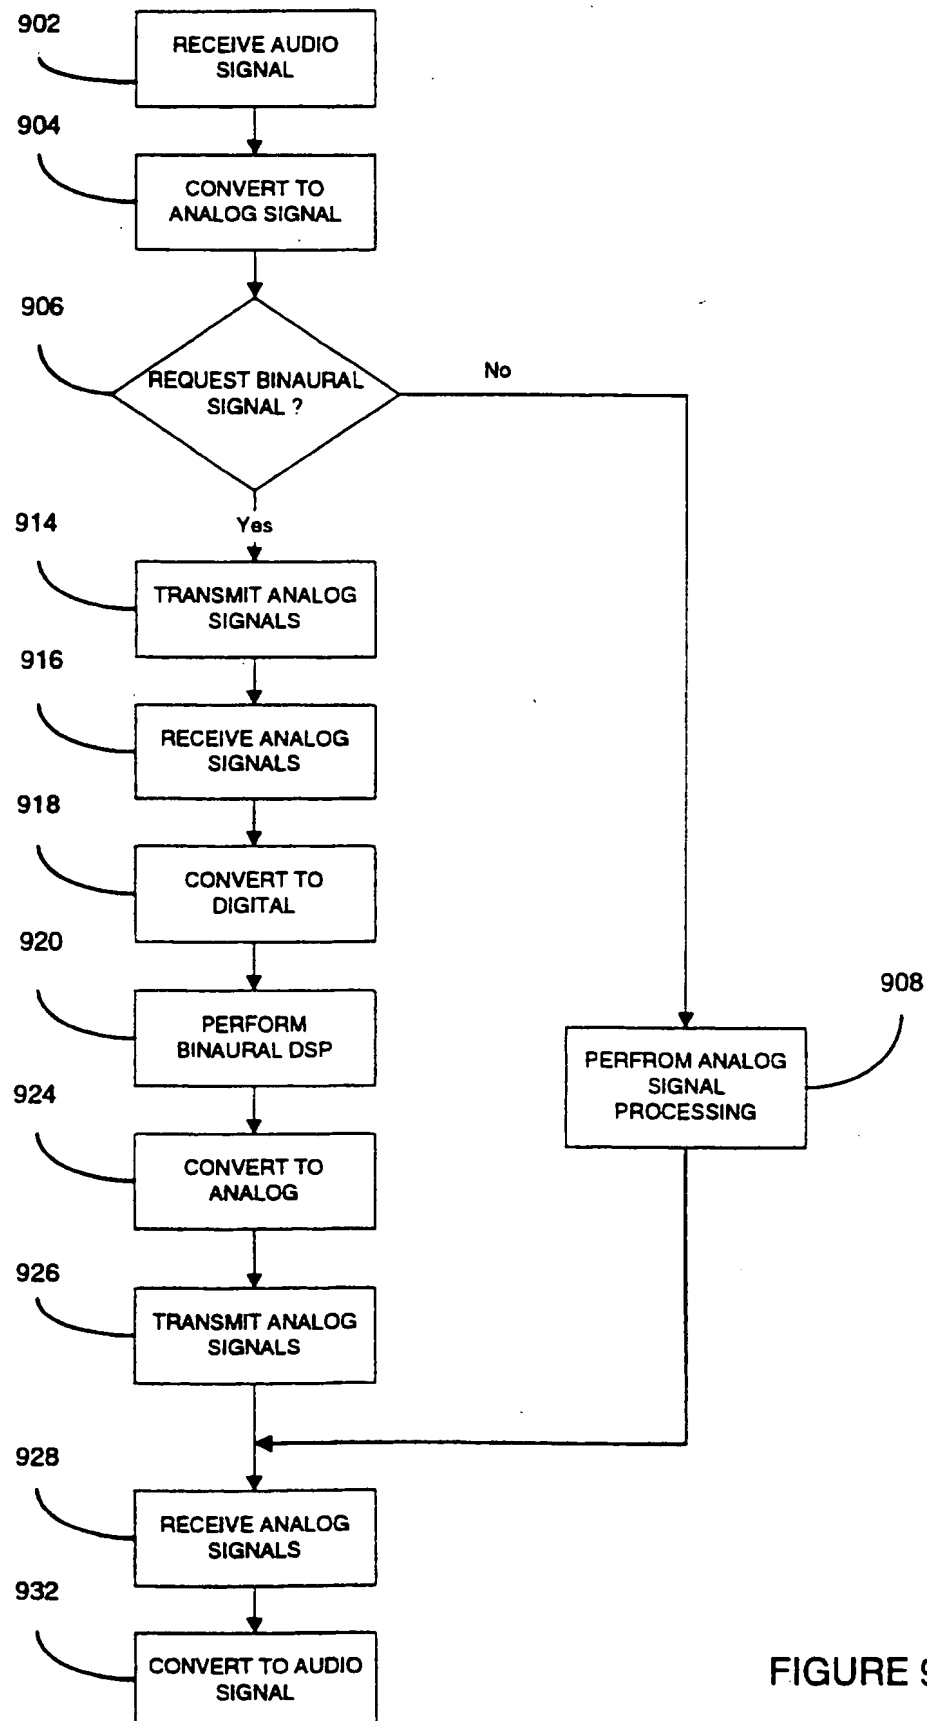 902
RECEIVE AUDIO
SIGNAL
904
CONVERT TO
ANALOG SIGNAL
906
REQUEST BINAURAL
SIGNAL ?
No
Yes
914
TRANSMIT ANALOG
SIGNALS
916
RECEIVE ANALOG
SIGNALS
918
CONVERT TO
DIGITAL
920
PERFORM
BINAURAL DSP
908
PERFROM ANALOG
SIGNAL
PROCESSING
924
CONVERT TO
ANALOG
926
TRANSMIT ANALOG
SIGNALS
928
RECEIVE ANALOG
SIGNALS
932
CONVERT TO AUDIO
SIGNAL
FIGURE 9